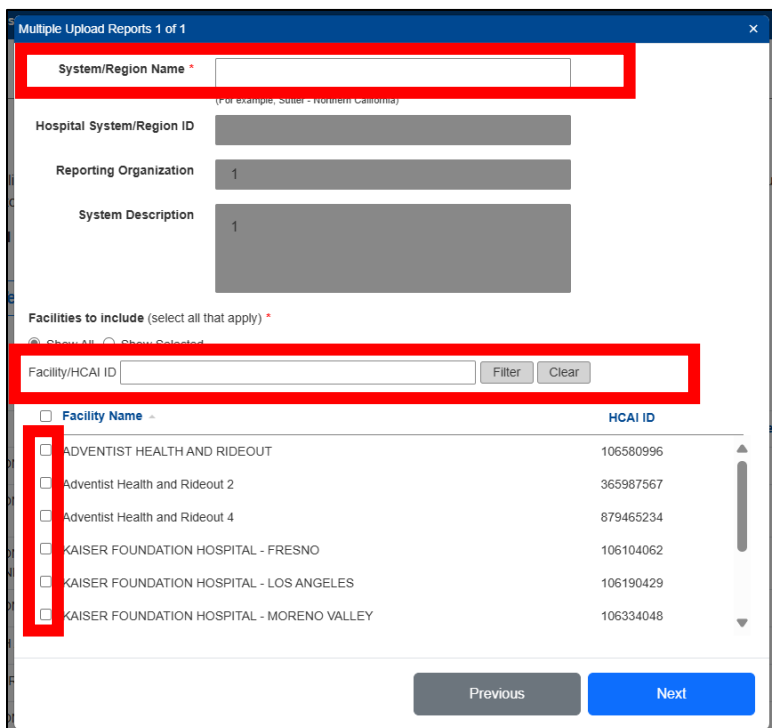 Multiple Upload Reports 1 of 1 ×
System/Region Name *
(For example, Sutter - Northern California)
Hospital System/Region ID
Reporting Organization 1
System Description 1
Facilities to include (select all that apply) *
Show All Show Selected
Facility/HCAI ID Filter Clear
Facility Name HCAI ID
ADVENTIST HEALTH AND RIDEOUT 106580996
Adventist Health and Rideout 2 365987567
Adventist Health and Rideout 4 879465234
KAISER FOUNDATION HOSPITAL - FRESNO 106104062
KAISER FOUNDATION HOSPITAL - LOS ANGELES 106190429
KAISER FOUNDATION HOSPITAL - MORENO VALLEY 106334048
Previous Next